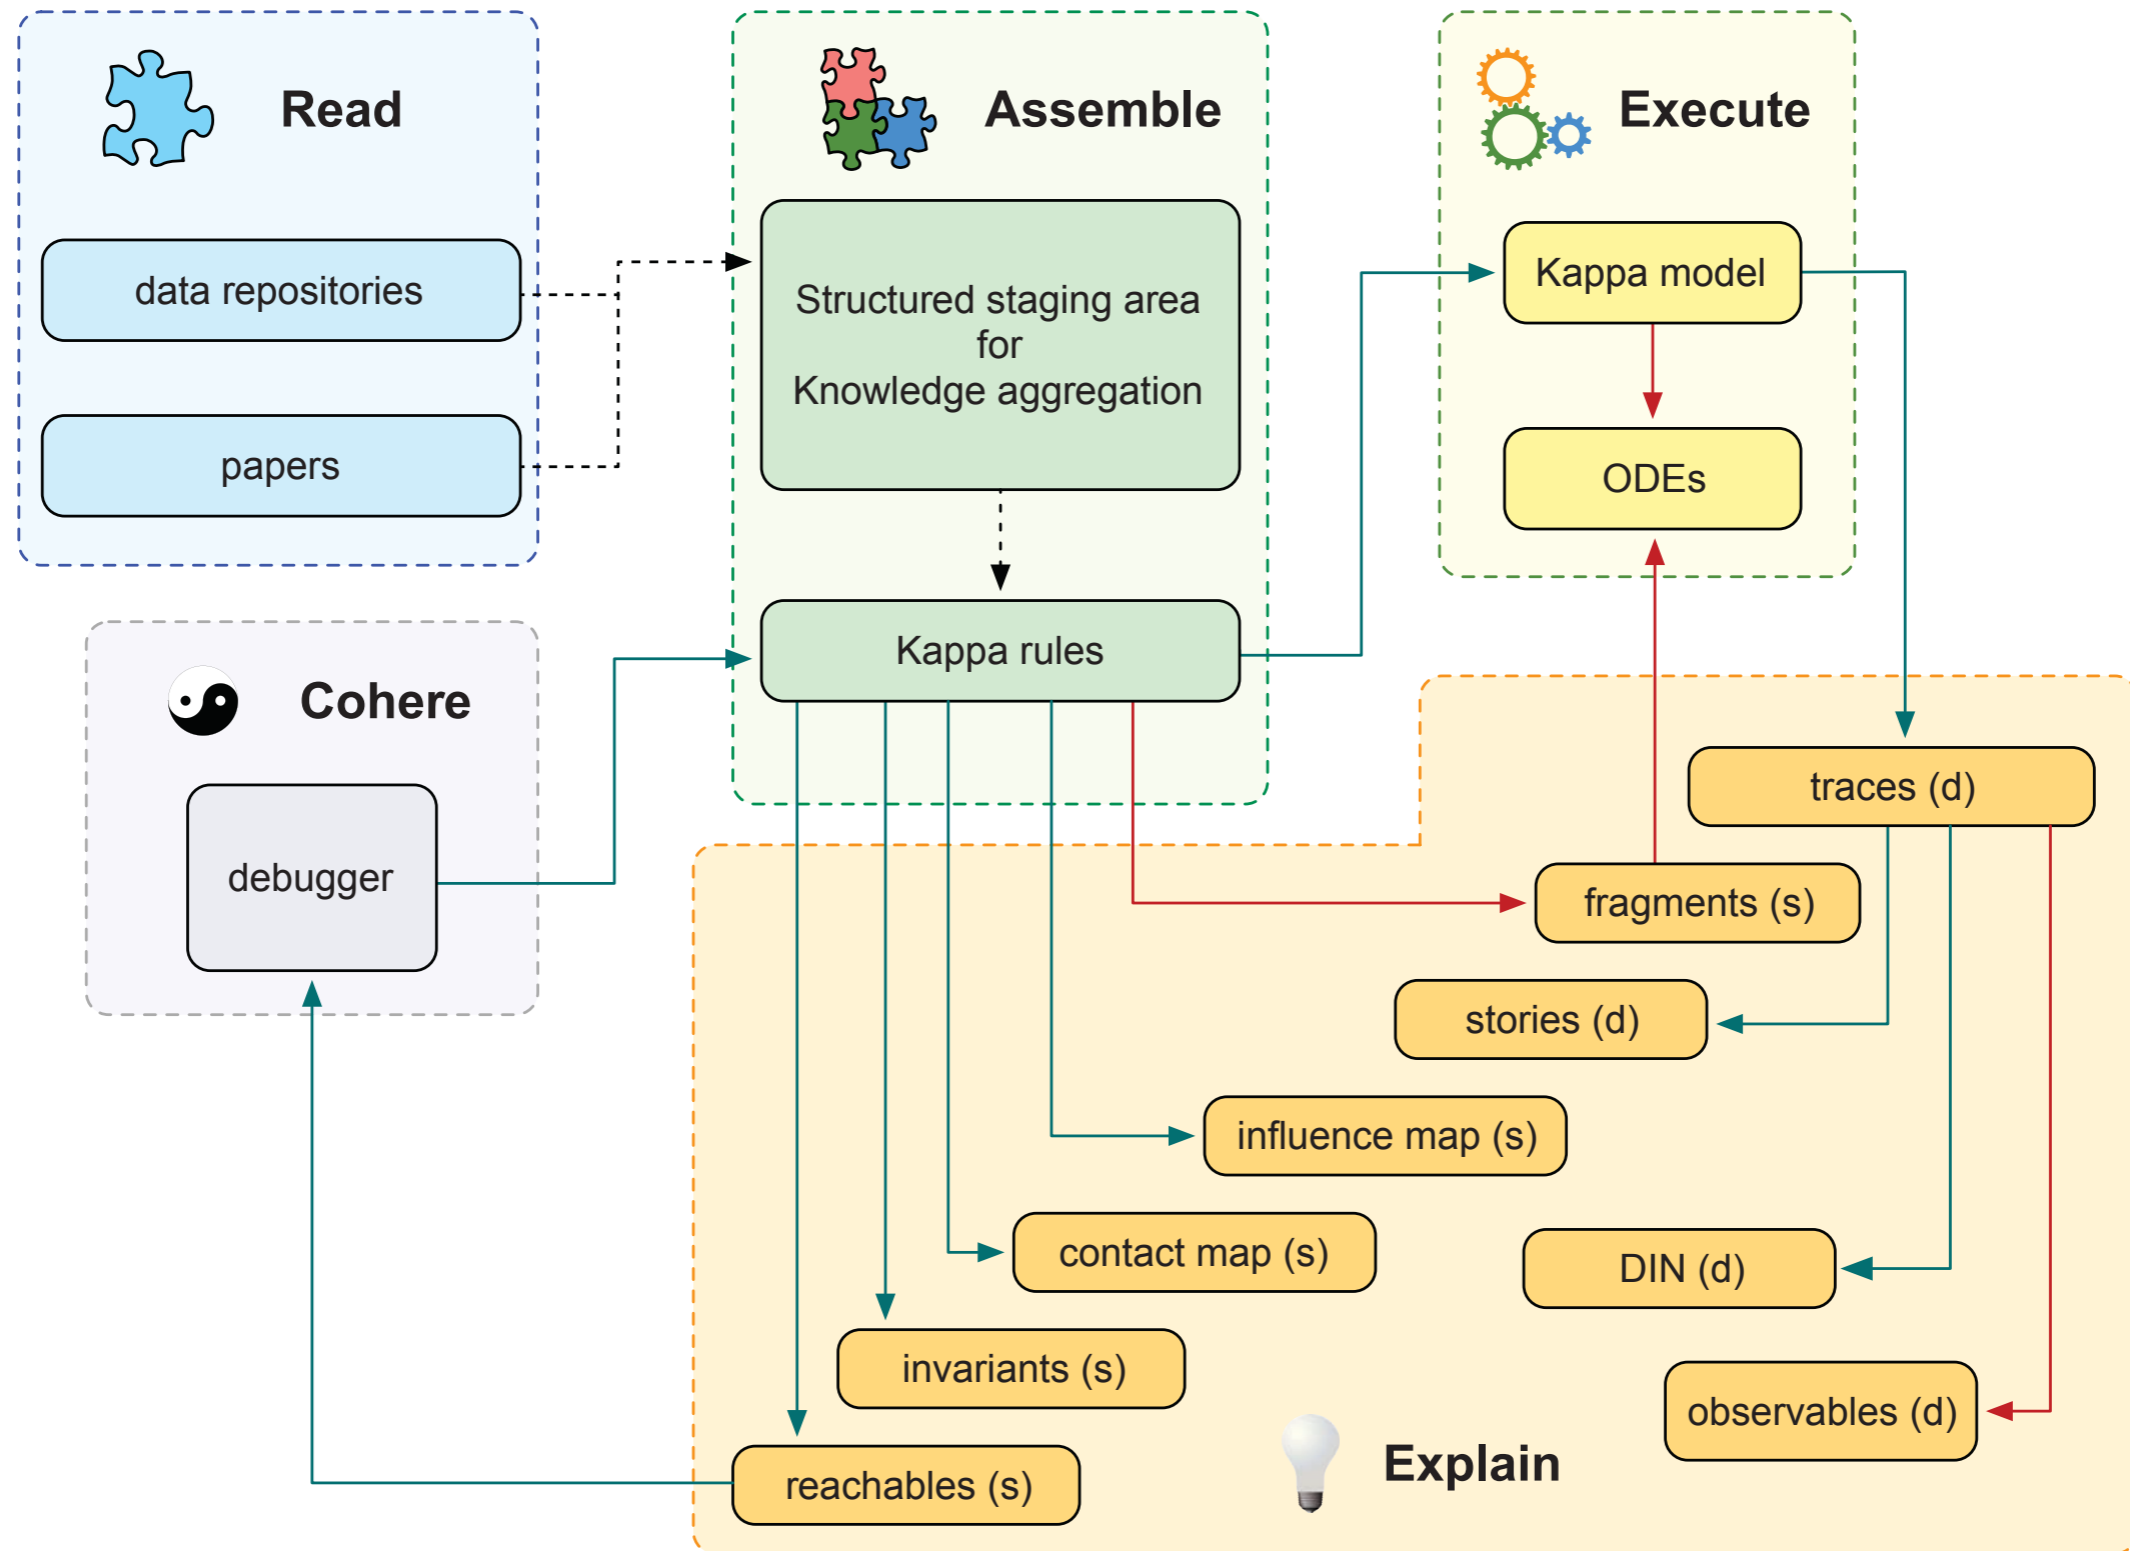 Read
data repositories
papers
Assemble
Structured staging area
for
Knowledge aggregation
Kappa rules
Execute
Kappa model
ODEs
Cohere
debugger
traces (d)
fragments (s)
stories (d)
influence map (s)
contact map (s)
DIN (d)
invariants (s)
observables (d)
reachables (s)
Explain